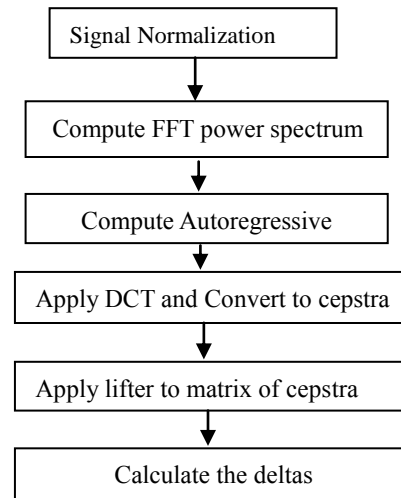 Signal Normalization
Compute FFT power spectrum
Compute Autoregressive
Apply DCT and Convert to cepstra
Apply lifter to matrix of cepstra
Calculate the deltas